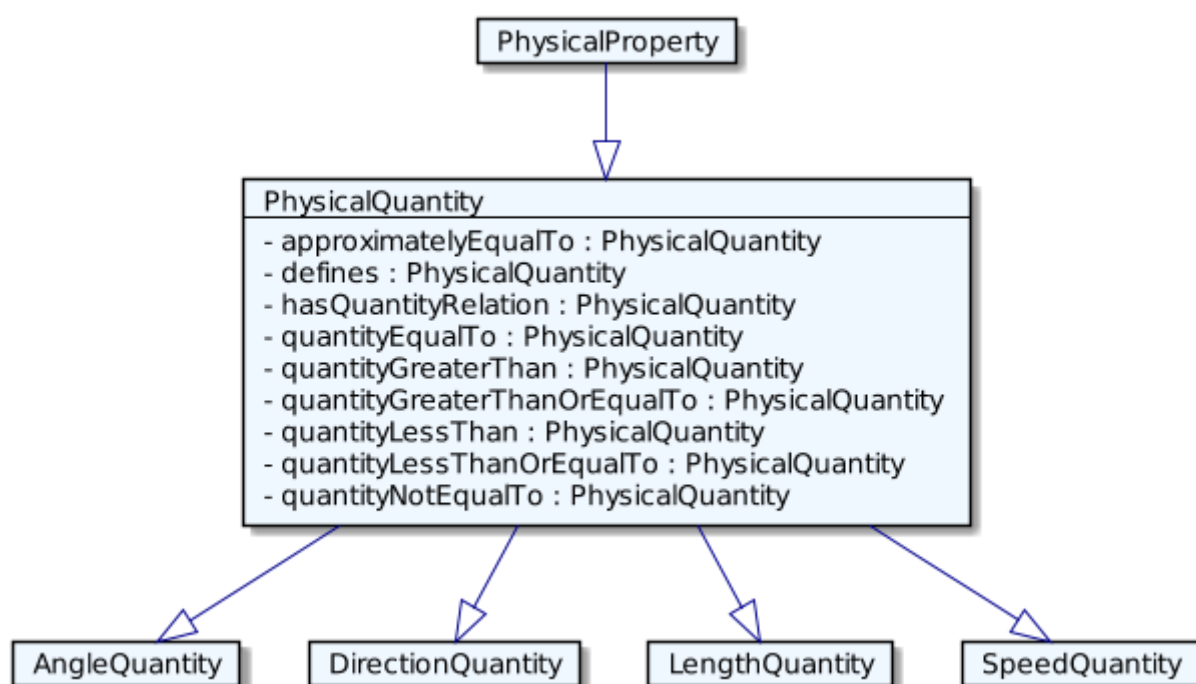 PhysicalProperty
PhysicalQuantity
- approximatelyEqualTo : PhysicalQuantity
- defines : PhysicalQuantity
- hasQuantityRelation : PhysicalQuantity
- quantityEqualTo : PhysicalQuantity
- quantityGreaterThan : PhysicalQuantity
- quantityGreaterThanOrEqualTo : PhysicalQuantity
- quantityLessThan : PhysicalQuantity
- quantityLessThanOrEqualTo : PhysicalQuantity
- quantityNotEqualTo : PhysicalQuantity
AngleQuantity
DirectionQuantity
LengthQuantity
SpeedQuantity